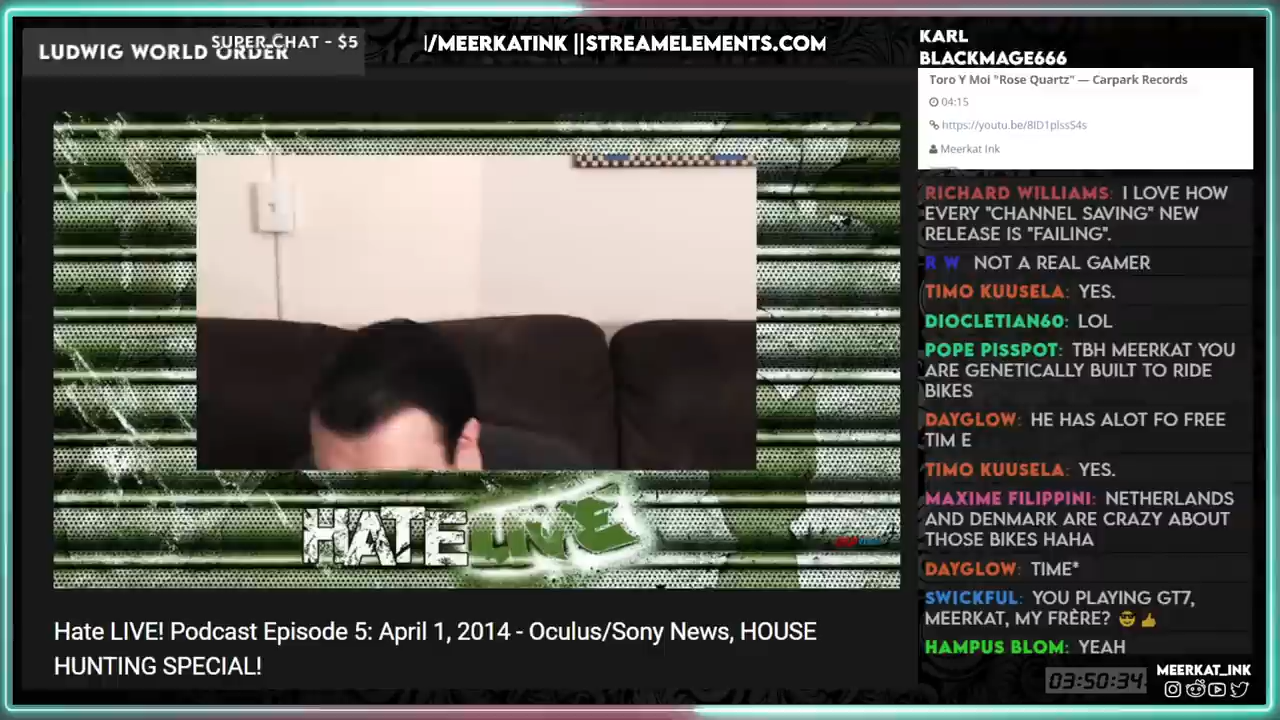 LUDWIG WORLD ORDER
SUPER CHAT - $5
/MEERKATINK ||STREAMELEMENTS.COM
KARL
BLACKMAGE666
Toro Y Moi "Rose Quartz" — Carpark Records
04:15
https://youtu.be/8ID1plssS4s
Meerkat Ink
RICHARD WILLIAMS: I LOVE HOW
EVERY "CHANNEL SAVING" NEW
RELEASE IS "FAILING".
R W NOT A REAL GAMER
TIMO KUUSELA: YES.
DIOCLETIAN60: LOL
POPE PISSPOT: TBH MEERKAT YOU
ARE GENETICALLY BUILT TO RIDE
BIKES
DAYGLOW: HE HAS ALOT FO FREE
TIM E
TIMO KUUSELA: YES.
MAXIME FILIPPINI: NETHERLANDS
AND DENMARK ARE CRAZY ABOUT
THOSE BIKES HAHA
DAYGLOW: TIME*
SWICKFUL: YOU PLAYING GT7,
MEERKAT, MY FRÈRE? 😎👍
HAMPUS BLOM: YEAH
HATE LIVE
Hate LIVE! Podcast Episode 5: April 1, 2014 - Oculus/Sony News, HOUSE
HUNTING SPECIAL!
03:50:34
MEERKAT_INK